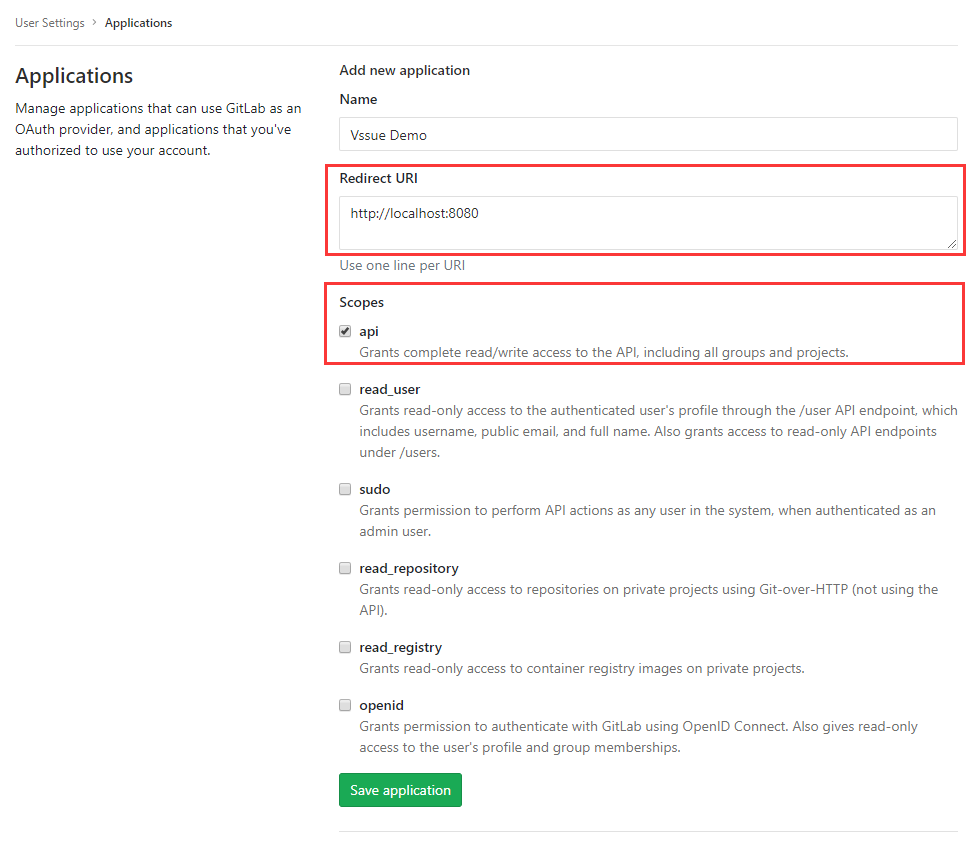 User Settings > Applications
Applications
Manage applications that can use GitLab as an
OAuth provider, and applications that you've
authorized to use your account.
Add new application
Name
Vssue Demo
Redirect URI
http://localhost:8080
Use one line per URI
Scopes
api
Grants complete read/write access to the API, including all groups and projects.
read_user
Grants read-only access to the authenticated user's profile through the /user API endpoint, which
includes username, public email, and full name. Also grants access to read-only API endpoints
under /users.
sudo
Grants permission to perform API actions as any user in the system, when authenticated as an
admin user.
read_repository
Grants read-only access to repositories on private projects using Git-over-HTTP (not using the
API).
read_registry
Grants read-only access to container registry images on private projects.
openid
Grants permission to authenticate with GitLab using OpenID Connect. Also gives read-only
access to the user's profile and group memberships.
Save application